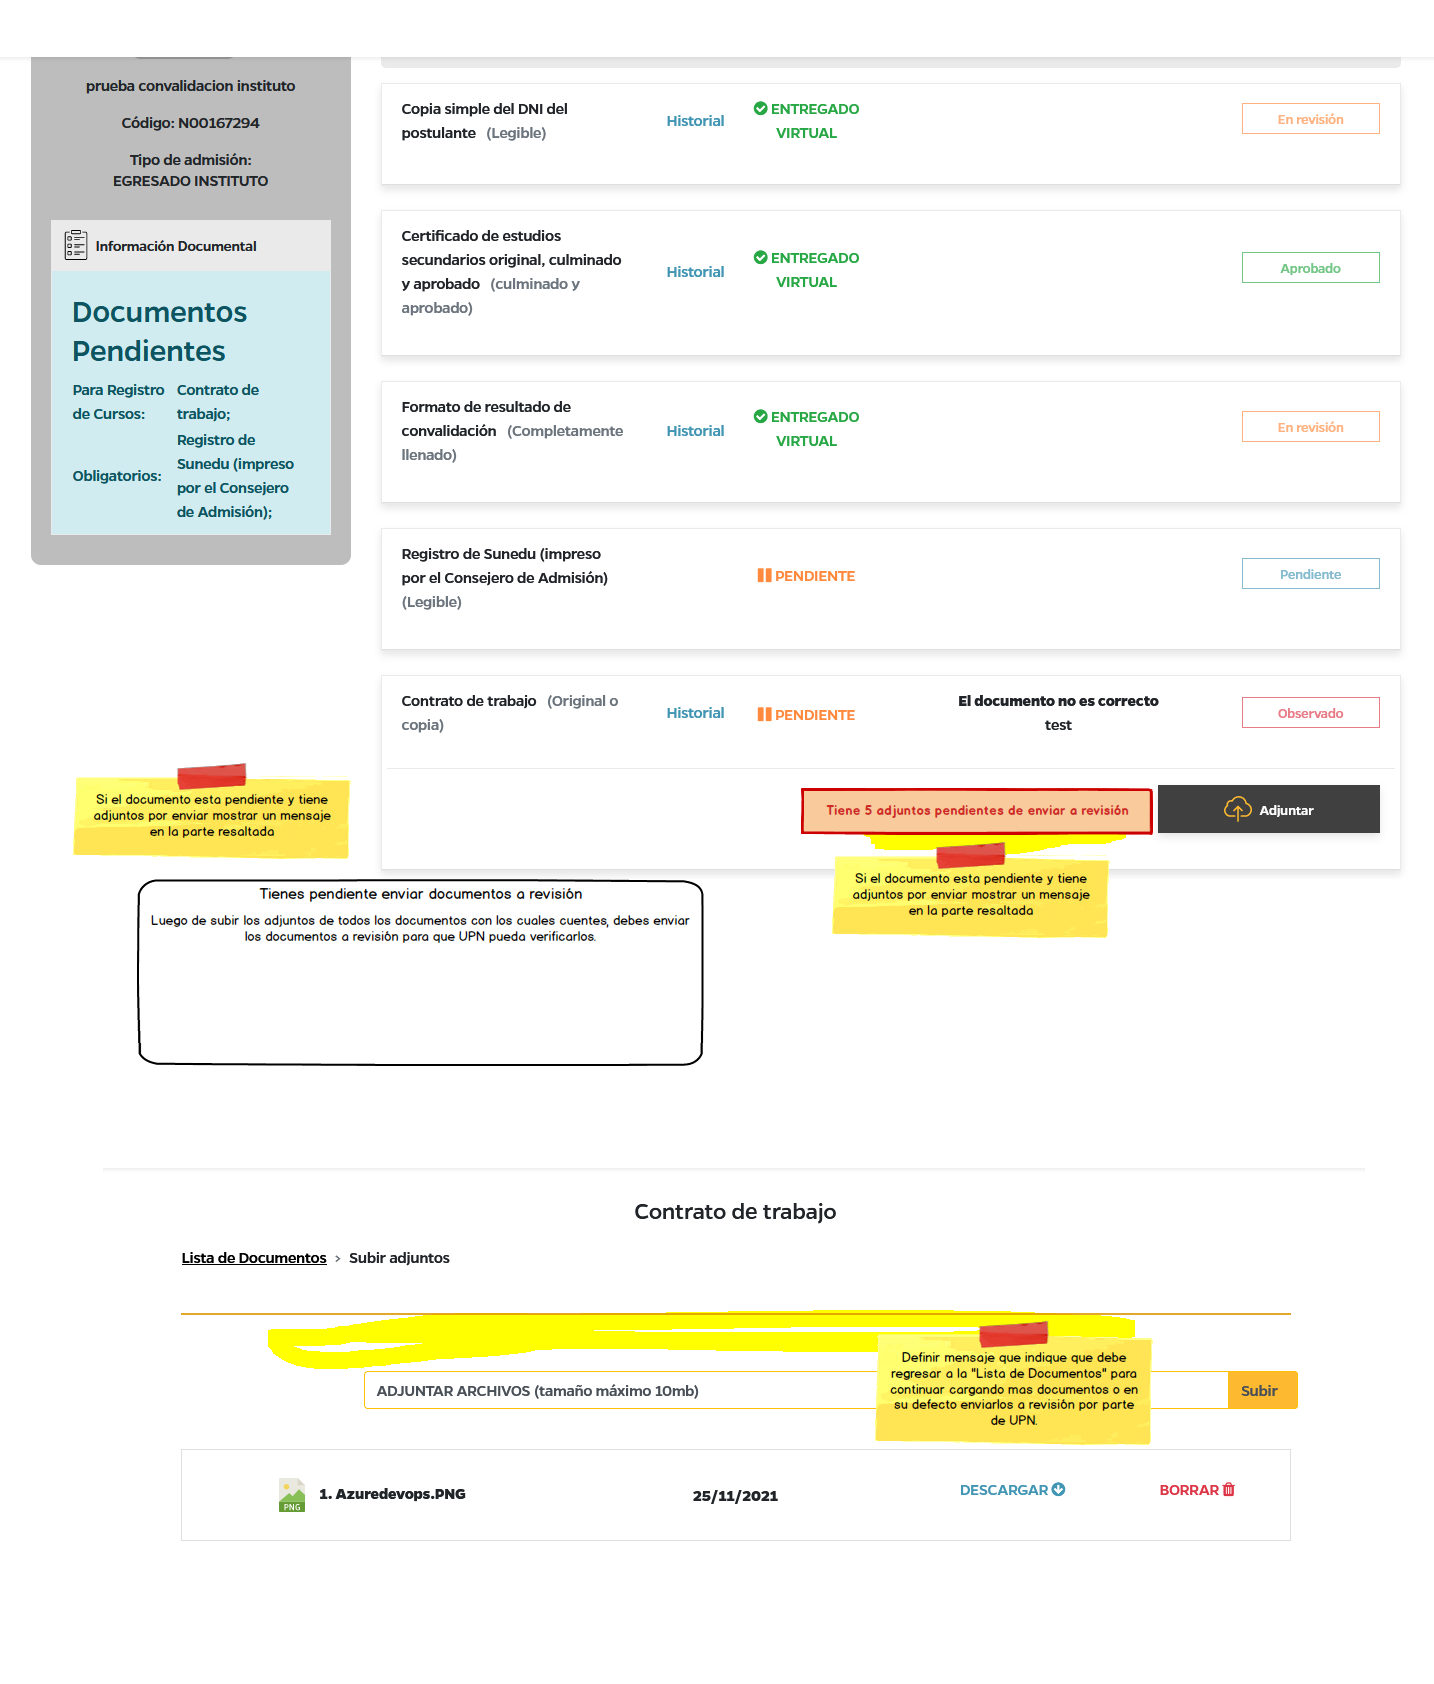 prueba convalidacion instituto
Código: N00167294
Tipo de admisión:
EGRESADO INSTITUTO
Información Documental
Documentos
Pendientes
Para Registro
de Cursos:
Contrato de
trabajo;
Obligatorios:
Registro de
Sunedu (impreso
por el Consejero
de Admisión);
Copia simple del DNI del
postulante (Legible)
Historial
ENTREGADO
VIRTUAL
En revisión
Certificado de estudios
secundarios original, culminado
y aprobado (culminado y
aprobado)
Historial
ENTREGADO
VIRTUAL
Aprobado
Formato de resultado de
convalidación (Completamente
llenado)
Historial
ENTREGADO
VIRTUAL
En revisión
Registro de Sunedu (impreso
por el Consejero de Admisión)
(Legible)
PENDIENTE
Pendiente
Contrato de trabajo (Original o
copia)
Historial
PENDIENTE
El documento no es correcto
test
Observado
Tiene 5 adjuntos pendientes de enviar a revisión
Adjuntar
Si el documento esta pendiente y tiene
adjuntos por enviar mostrar un mensaje
en la parte resaltada
Si el documento esta pendiente y tiene
adjuntos por enviar mostrar un mensaje
en la parte resaltada
Tienes pendiente enviar documentos a revisión
Luego de subir los adjuntos de todos los documentos con los cuales cuentes, debes enviar
los documentos a revisión para que UPN pueda verificarlos.
Contrato de trabajo
Lista de Documentos > Subir adjuntos
Definir mensaje que indique que debe
regresar a la "Lista de Documentos" para
continuar cargando mas documentos o en
su defecto enviarlos a revisión por parte
de UPN.
ADJUNTAR ARCHIVOS (tamaño máximo 10mb)
Subir
PNG
1. Azuredevops.PNG
25/11/2021
DESCARGAR
BORRAR